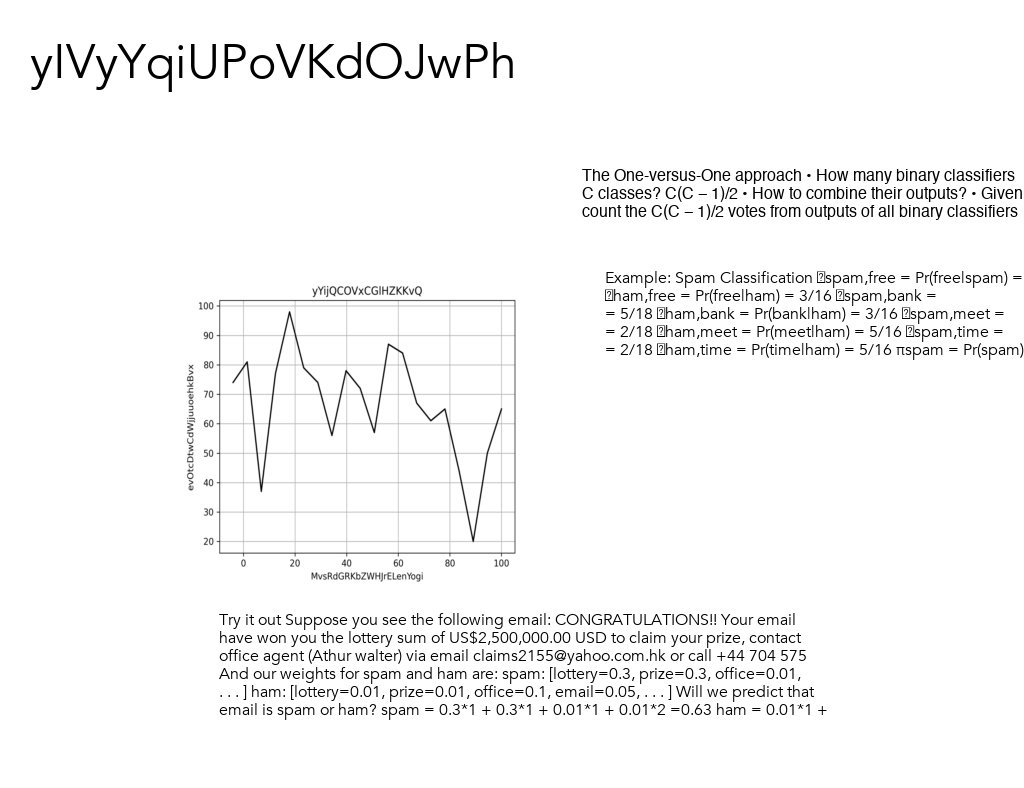 yIVyYqiUPoVKdOJwPh
The One-versus-One approach • How many binary classifiers
C classes? C(C – 1)/2 • How to combine their outputs? • Given
count the C(C – 1)/2 votes from outputs of all binary classifiers
Example: Spam Classification �spam,free = Pr(free|spam) =
�ham,free = Pr(free|ham) = 3/16 �spam,bank =
= 5/18 �ham,bank = Pr(bank|ham) = 3/16 �spam,meet =
= 2/18 �ham,meet = Pr(meet|ham) = 5/16 �spam,time =
= 2/18 �ham,time = Pr(time|ham) = 5/16 πspam = Pr(spam)
yYijQCOVxCGlHZKKvQ
100
90
80
70
60
50
40
30
20
evOtcDtwCdWjjuuoehkBvx
0 20 40 60 80 100
MvsRdGRKbZWHJrELenYogi
Try it out Suppose you see the following email: CONGRATULATIONS!! Your email
have won you the lottery sum of US$2,500,000.00 USD to claim your prize, contact
office agent (Athur walter) via email claims2155@yahoo.com.hk or call +44 704 575
And our weights for spam and ham are: spam: [lottery=0.3, prize=0.3, office=0.01,
. . . ] ham: [lottery=0.01, prize=0.01, office=0.1, email=0.05, . . . ] Will we predict that
email is spam or ham? spam = 0.3*1 + 0.3*1 + 0.01*1 + 0.01*2 =0.63 ham = 0.01*1 +